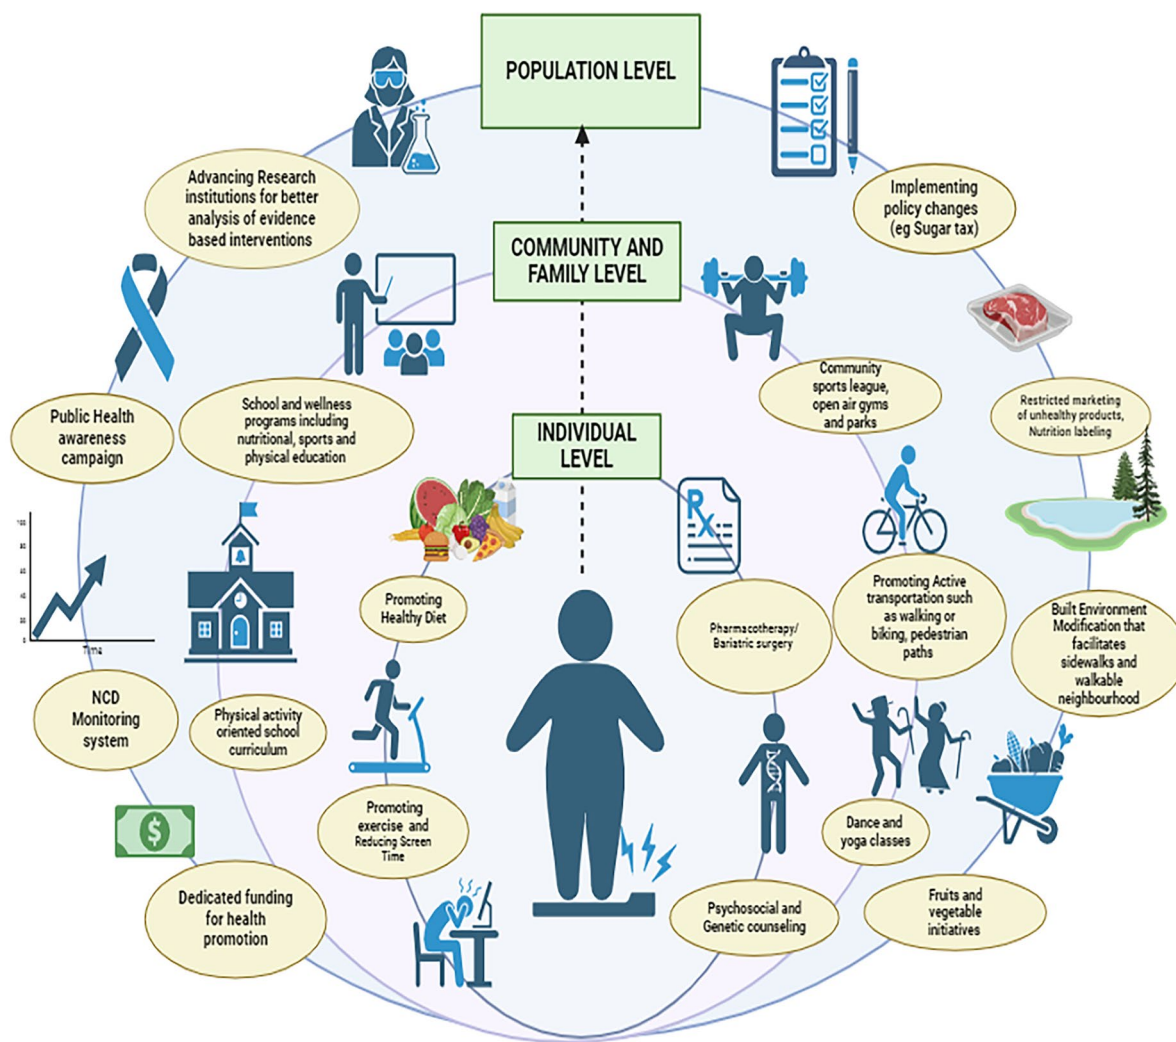 POPULATION LEVEL
Advancing Research
institutions for better
analysis of evidence
based interventions
Implementing
policy changes
(eg Sugar tax)
COMMUNITY AND
FAMILY LEVEL
Public Health
awareness
campaign
School and wellness
programs including
nutritional, sports and
physical education
Community
sports league,
open air gyms
and parks
Restricted marketing
of unhealthy products,
Nutrition labeling
INDIVIDUAL
LEVEL
Rx
Time
Promoting
Healthy Diet
Pharmacotherapy/
Bariatric surgery
Promoting Active
transportation such
as walking or
biking, pedestrian
paths
Built Environment
Modification that
facilitates
sidewalks and
walkable
neighbourhood
NCD
Monitoring
system
Physical activity
oriented school
curriculum
$
Promoting
exercise and
Reducing Screen
Time
Dance and
yoga classes
Dedicated funding
for health
promotion
Psychosocial and
Genetic counseling
Fruits and
vegetable
initiatives